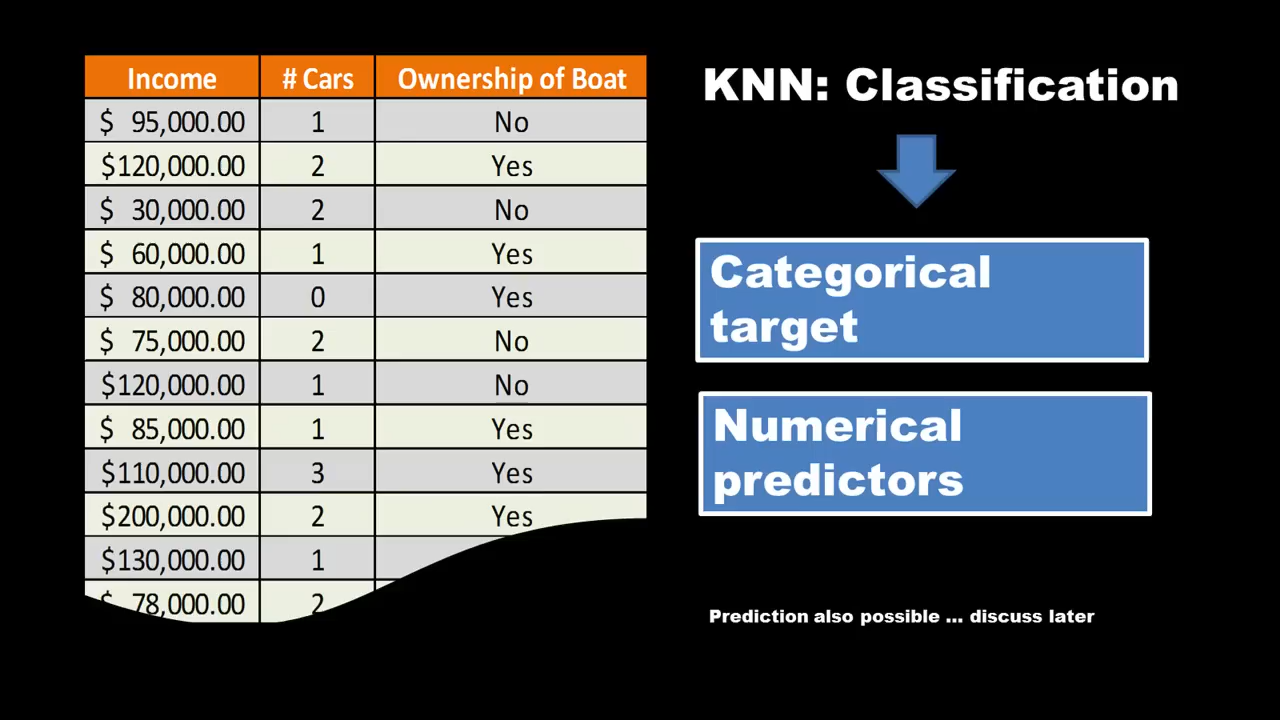 Income # Cars Ownership of Boat
$ 95,000.00 1 No
$120,000.00 2 Yes
$ 30,000.00 2 No
$ 60,000.00 1 Yes
$ 80,000.00 0 Yes
$ 75,000.00 2 No
$120,000.00 1 No
$ 85,000.00 1 Yes
$110,000.00 3 Yes
$200,000.00 2 Yes
$130,000.00 1
$ 78,000.00 2
KNN: Classification
Categorical
target
Numerical
predictors
Prediction also possible ... discuss later